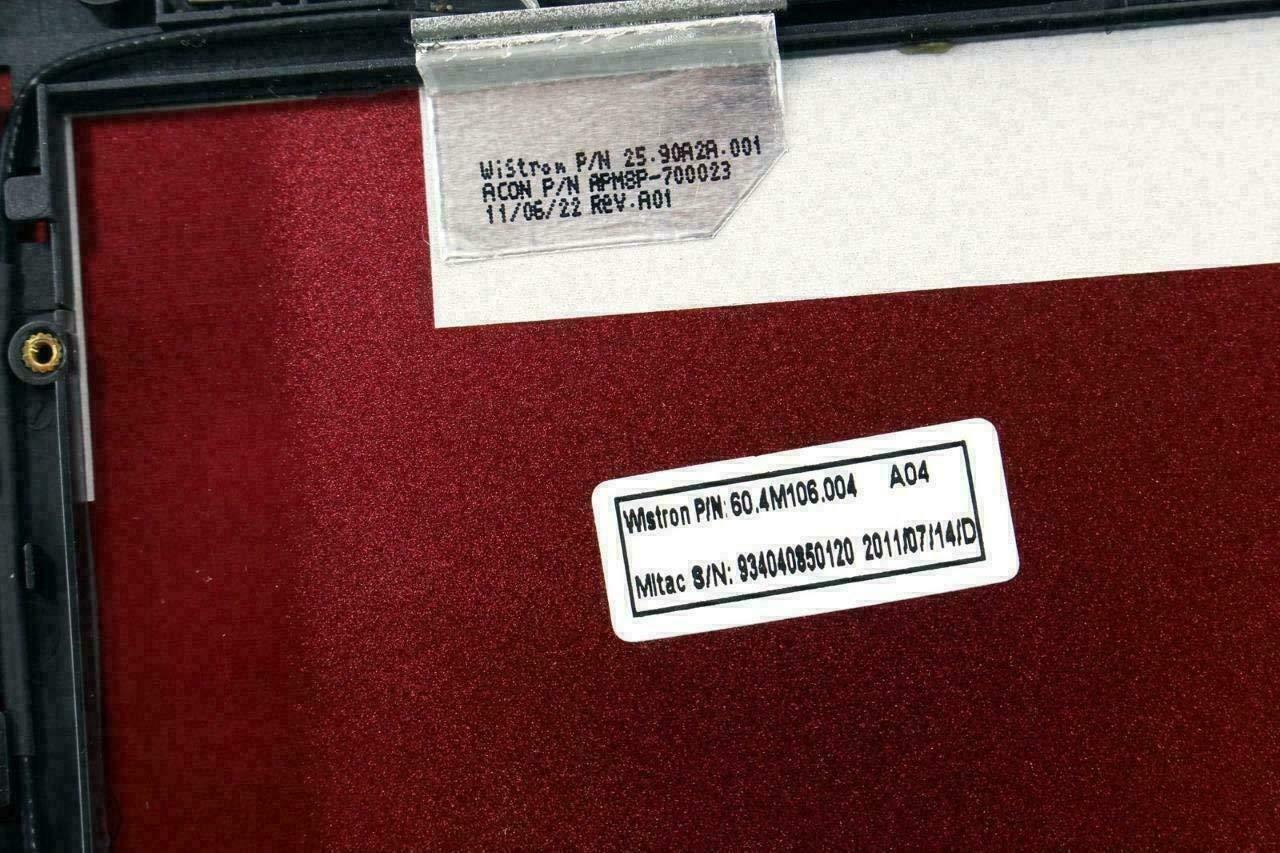 WiStron P/N 25.90A2A.001
ACON P/N APM8P-700023
11/06/22 ReV.A01
Wistron P/N: 60.4M106.004 A04
Mitac S/N: 934040850120 2011/07/14/D